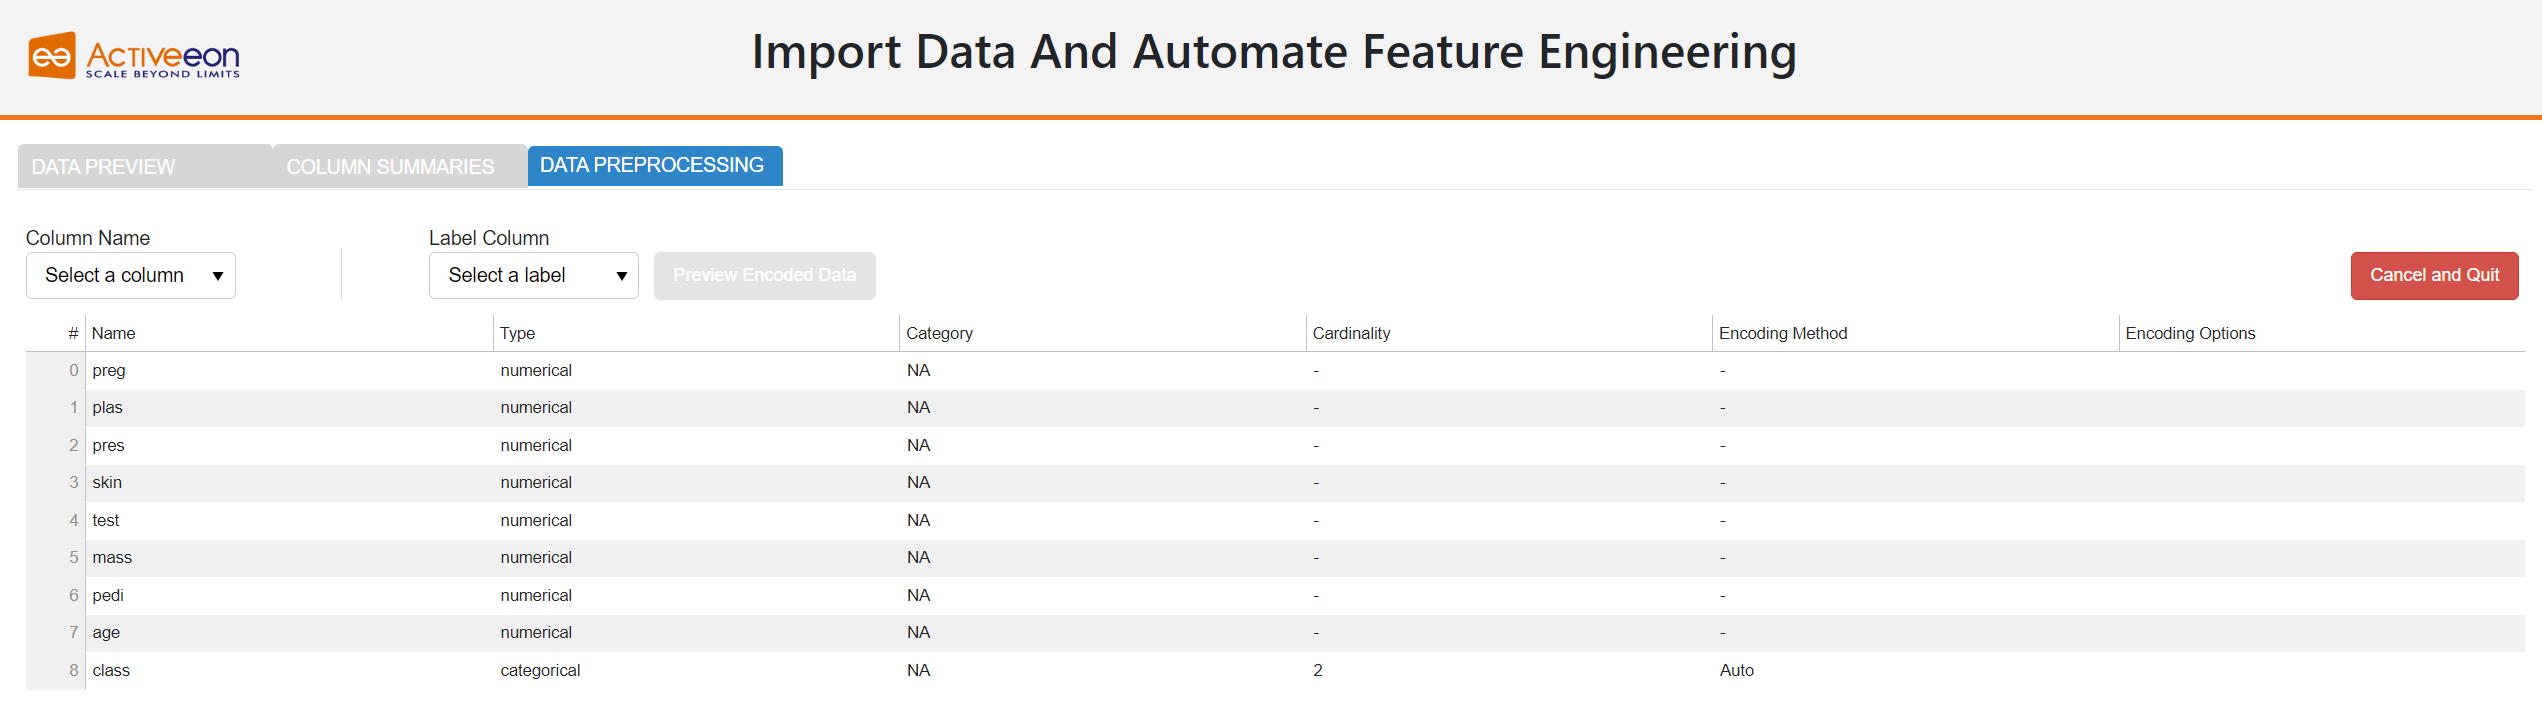 Activeeon
SCALE BEYOND LIMITS
Import Data And Automate Feature Engineering
DATA PREVIEW COLUMN SUMMARIES DATA PREPROCESSING
Column Name Label Column
Select a column Select a label Preview Encoded Data Cancel and Quit
# Name Type Category Cardinality Encoding Method Encoding Options
0 preg numerical NA - -
1 plas numerical NA - -
2 pres numerical NA - -
3 skin numerical NA - -
4 test numerical NA - -
5 mass numerical NA - -
6 pedi numerical NA - -
7 age numerical NA - -
8 class categorical NA 2 Auto